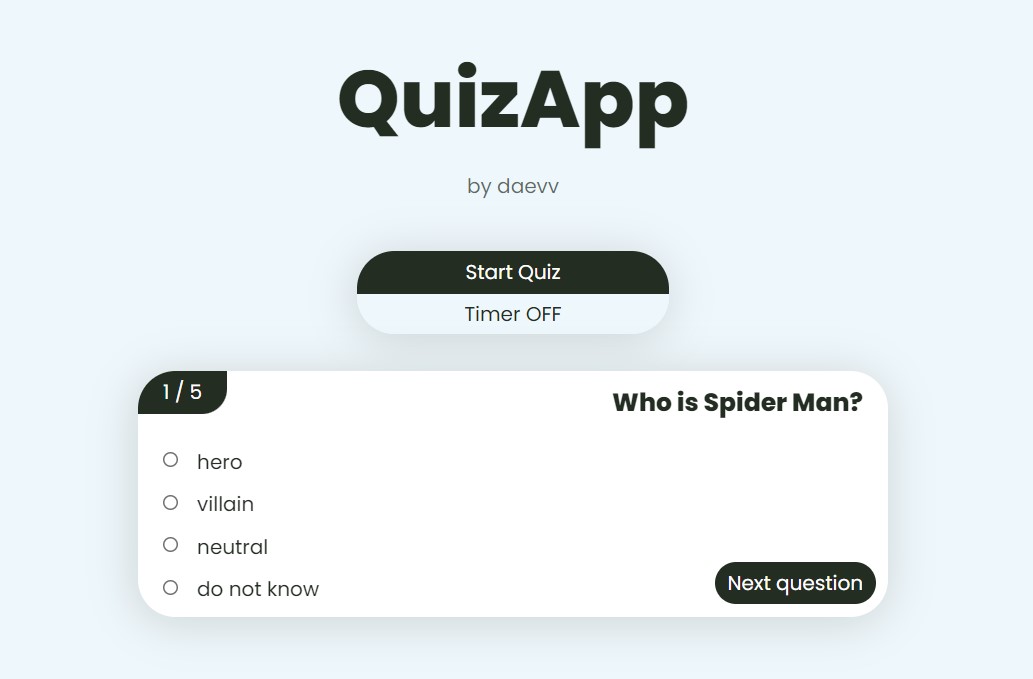 QuizApp
by daevv
Start Quiz
Timer OFF
1 / 5
Who is Spider Man?
hero
villain
neutral
do not know
Next question